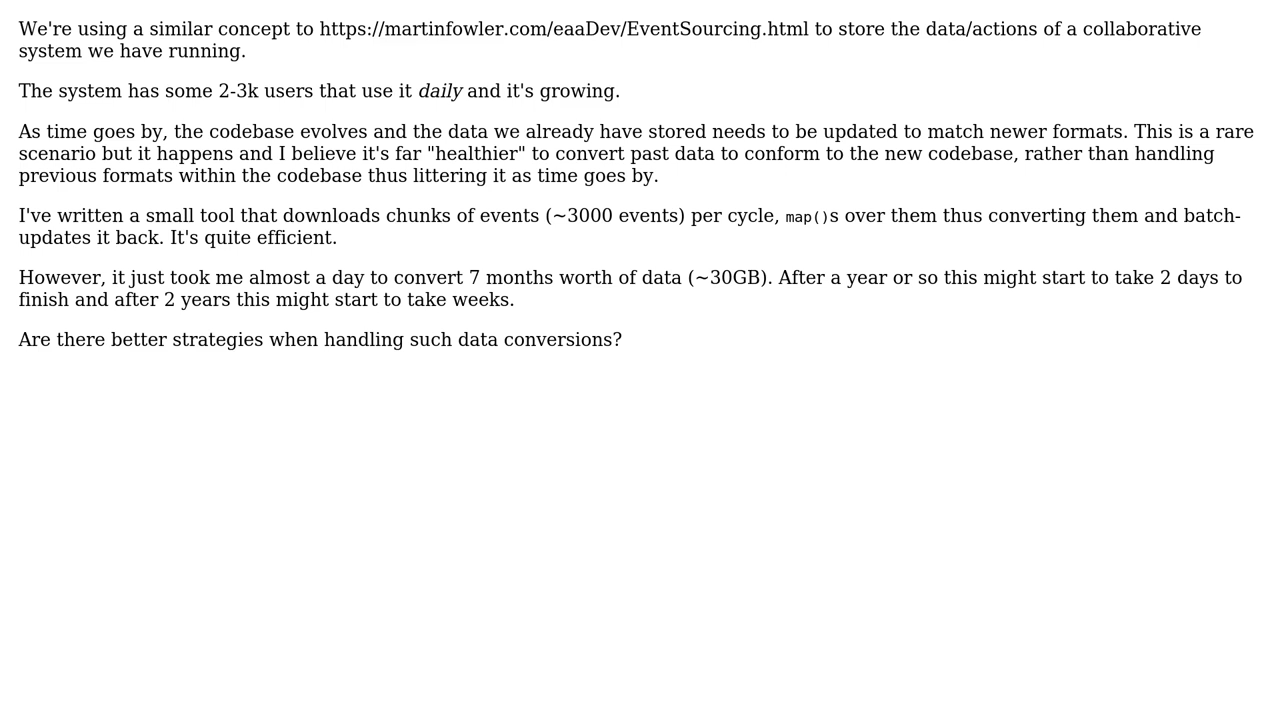 We're using a similar concept to https://martinfowler.com/eaaDev/EventSourcing.html to store the data/actions of a collaborative
system we have running.
The system has some 2-3k users that use it daily and it's growing.
As time goes by, the codebase evolves and the data we already have stored needs to be updated to match newer formats. This is a rare
scenario but it happens and I believe it's far "healthier" to convert past data to conform to the new codebase, rather than handling
previous formats within the codebase thus littering it as time goes by.
I've written a small tool that downloads chunks of events (~3000 events) per cycle, map()s over them thus converting them and batch-
updates it back. It's quite efficient.
However, it just took me almost a day to convert 7 months worth of data (~30GB). After a year or so this might start to take 2 days to
finish and after 2 years this might start to take weeks.
Are there better strategies when handling such data conversions?